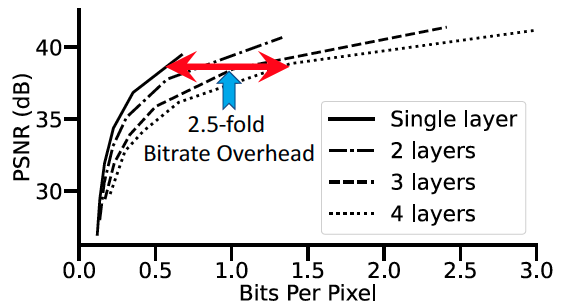 40
35
30
PSNR (dB)
2.5-fold
Bitrate Overhead
Single layer
2 layers
3 layers
4 layers
0.0 0.5 1.0 1.5 2.0 2.5 3.0
Bits Per Pixel